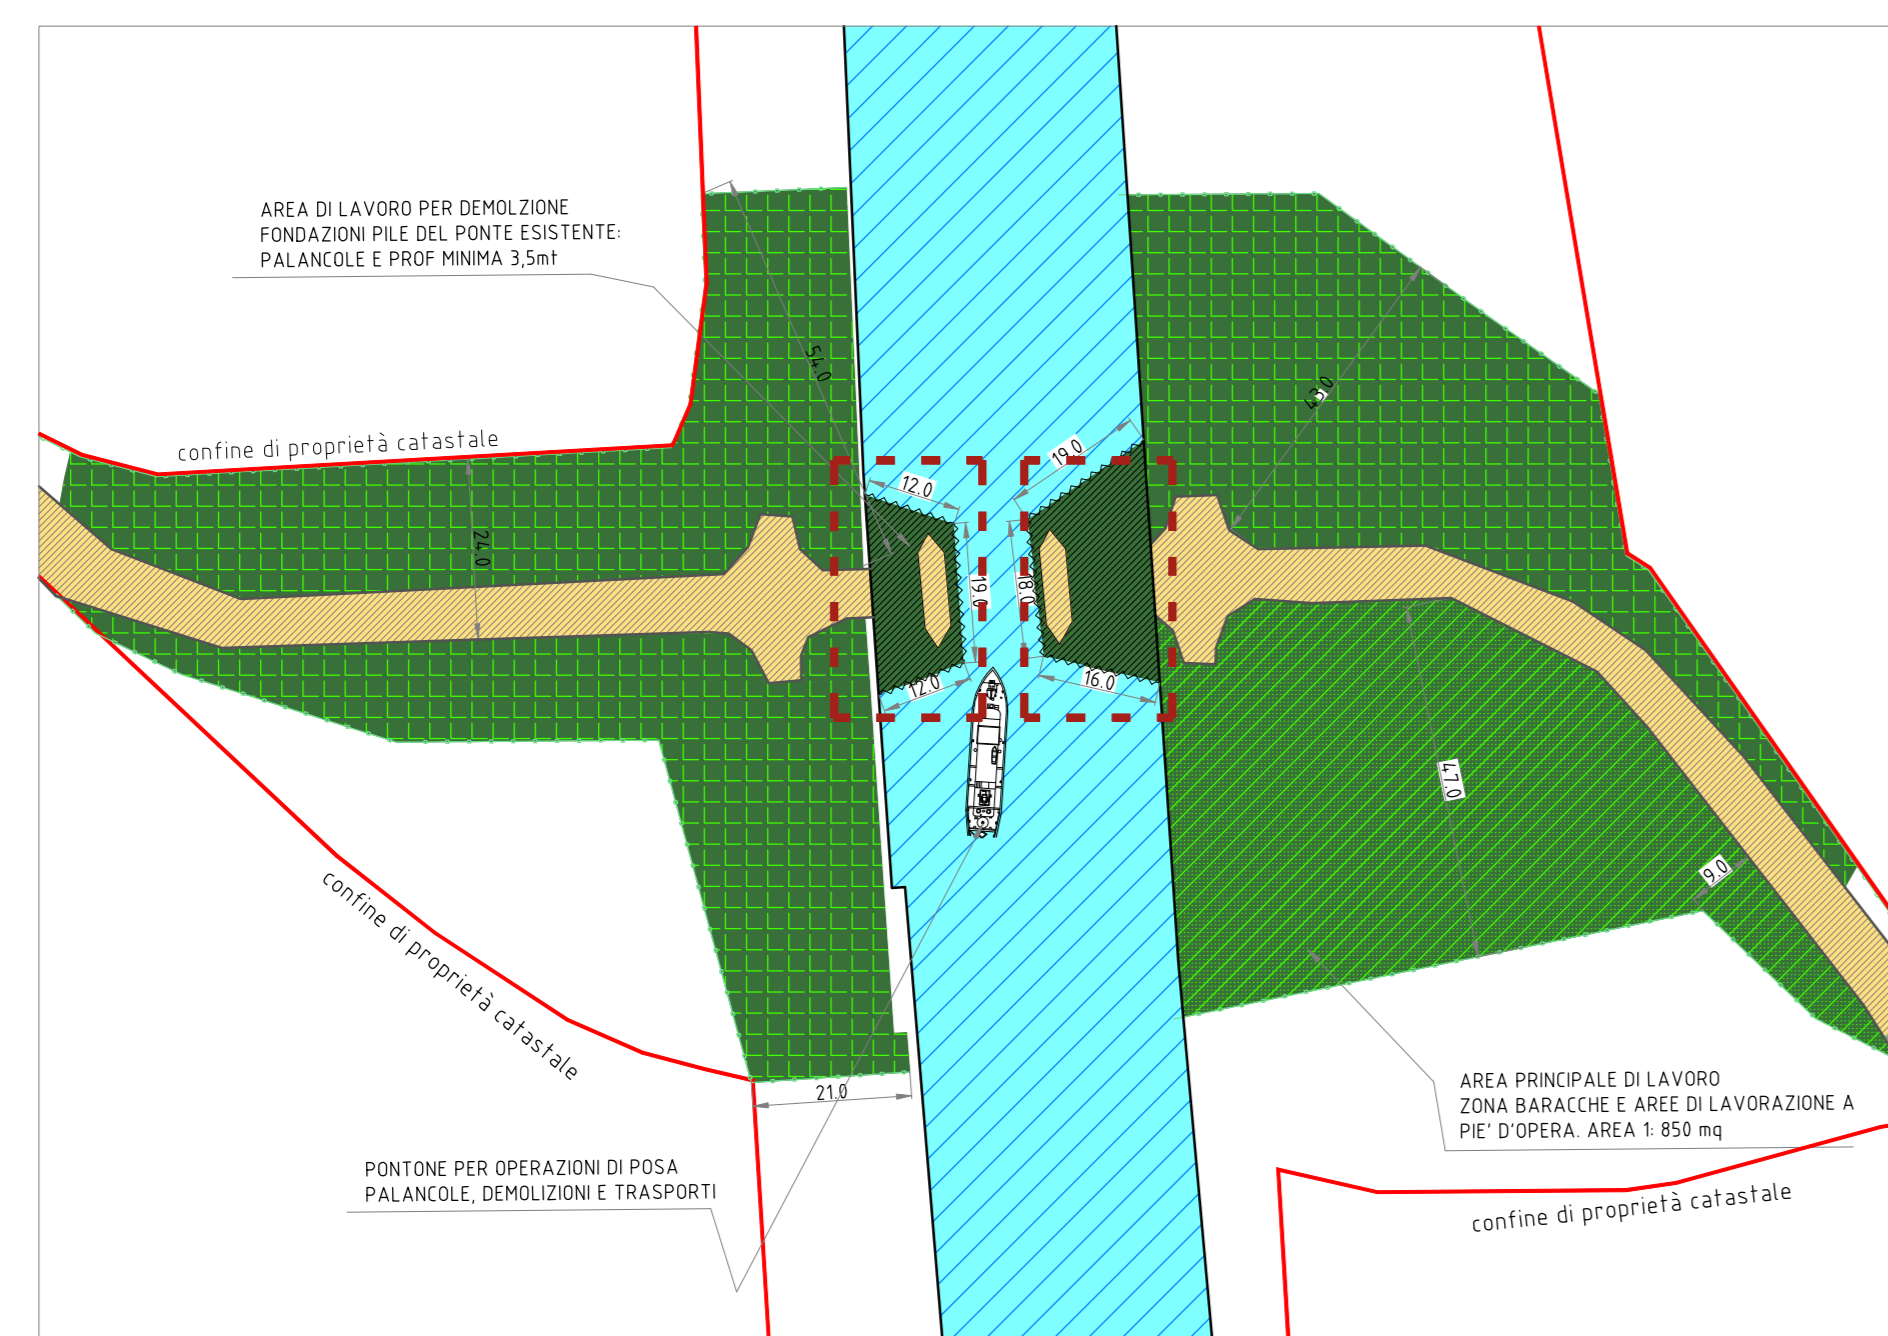 AREA DI LAVORO PER DEMOLZIONE
FONDAZIONI PILE DEL PONTE ESISTENTE:
PALANCOLE E PROF MINIMA 3,5mt
54.0
43.0
confine di proprietà catastale
19.0
12.0
24.0
19.0
18.0
12.0
16.0
47.0
9.0
confine di proprietà catastale
21.0
AREA PRINCIPALE DI LAVORO
ZONA BARACCHE E AREE DI LAVORAZIONE A
PIE' D'OPERA. AREA 1: 850 mq
PONTONE PER OPERAZIONI DI POSA
PALANCOLE, DEMOLIZIONI E TRASPORTI
confine di proprietà catastale